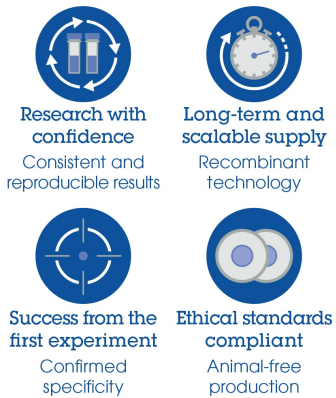 Research with
confidence
Consistent and
reproducible results
Long-term and
scalable supply
Recombinant
technology
Success from the
first experiment
Confirmed
specificity
Ethical standards
compliant
Animal-free
production